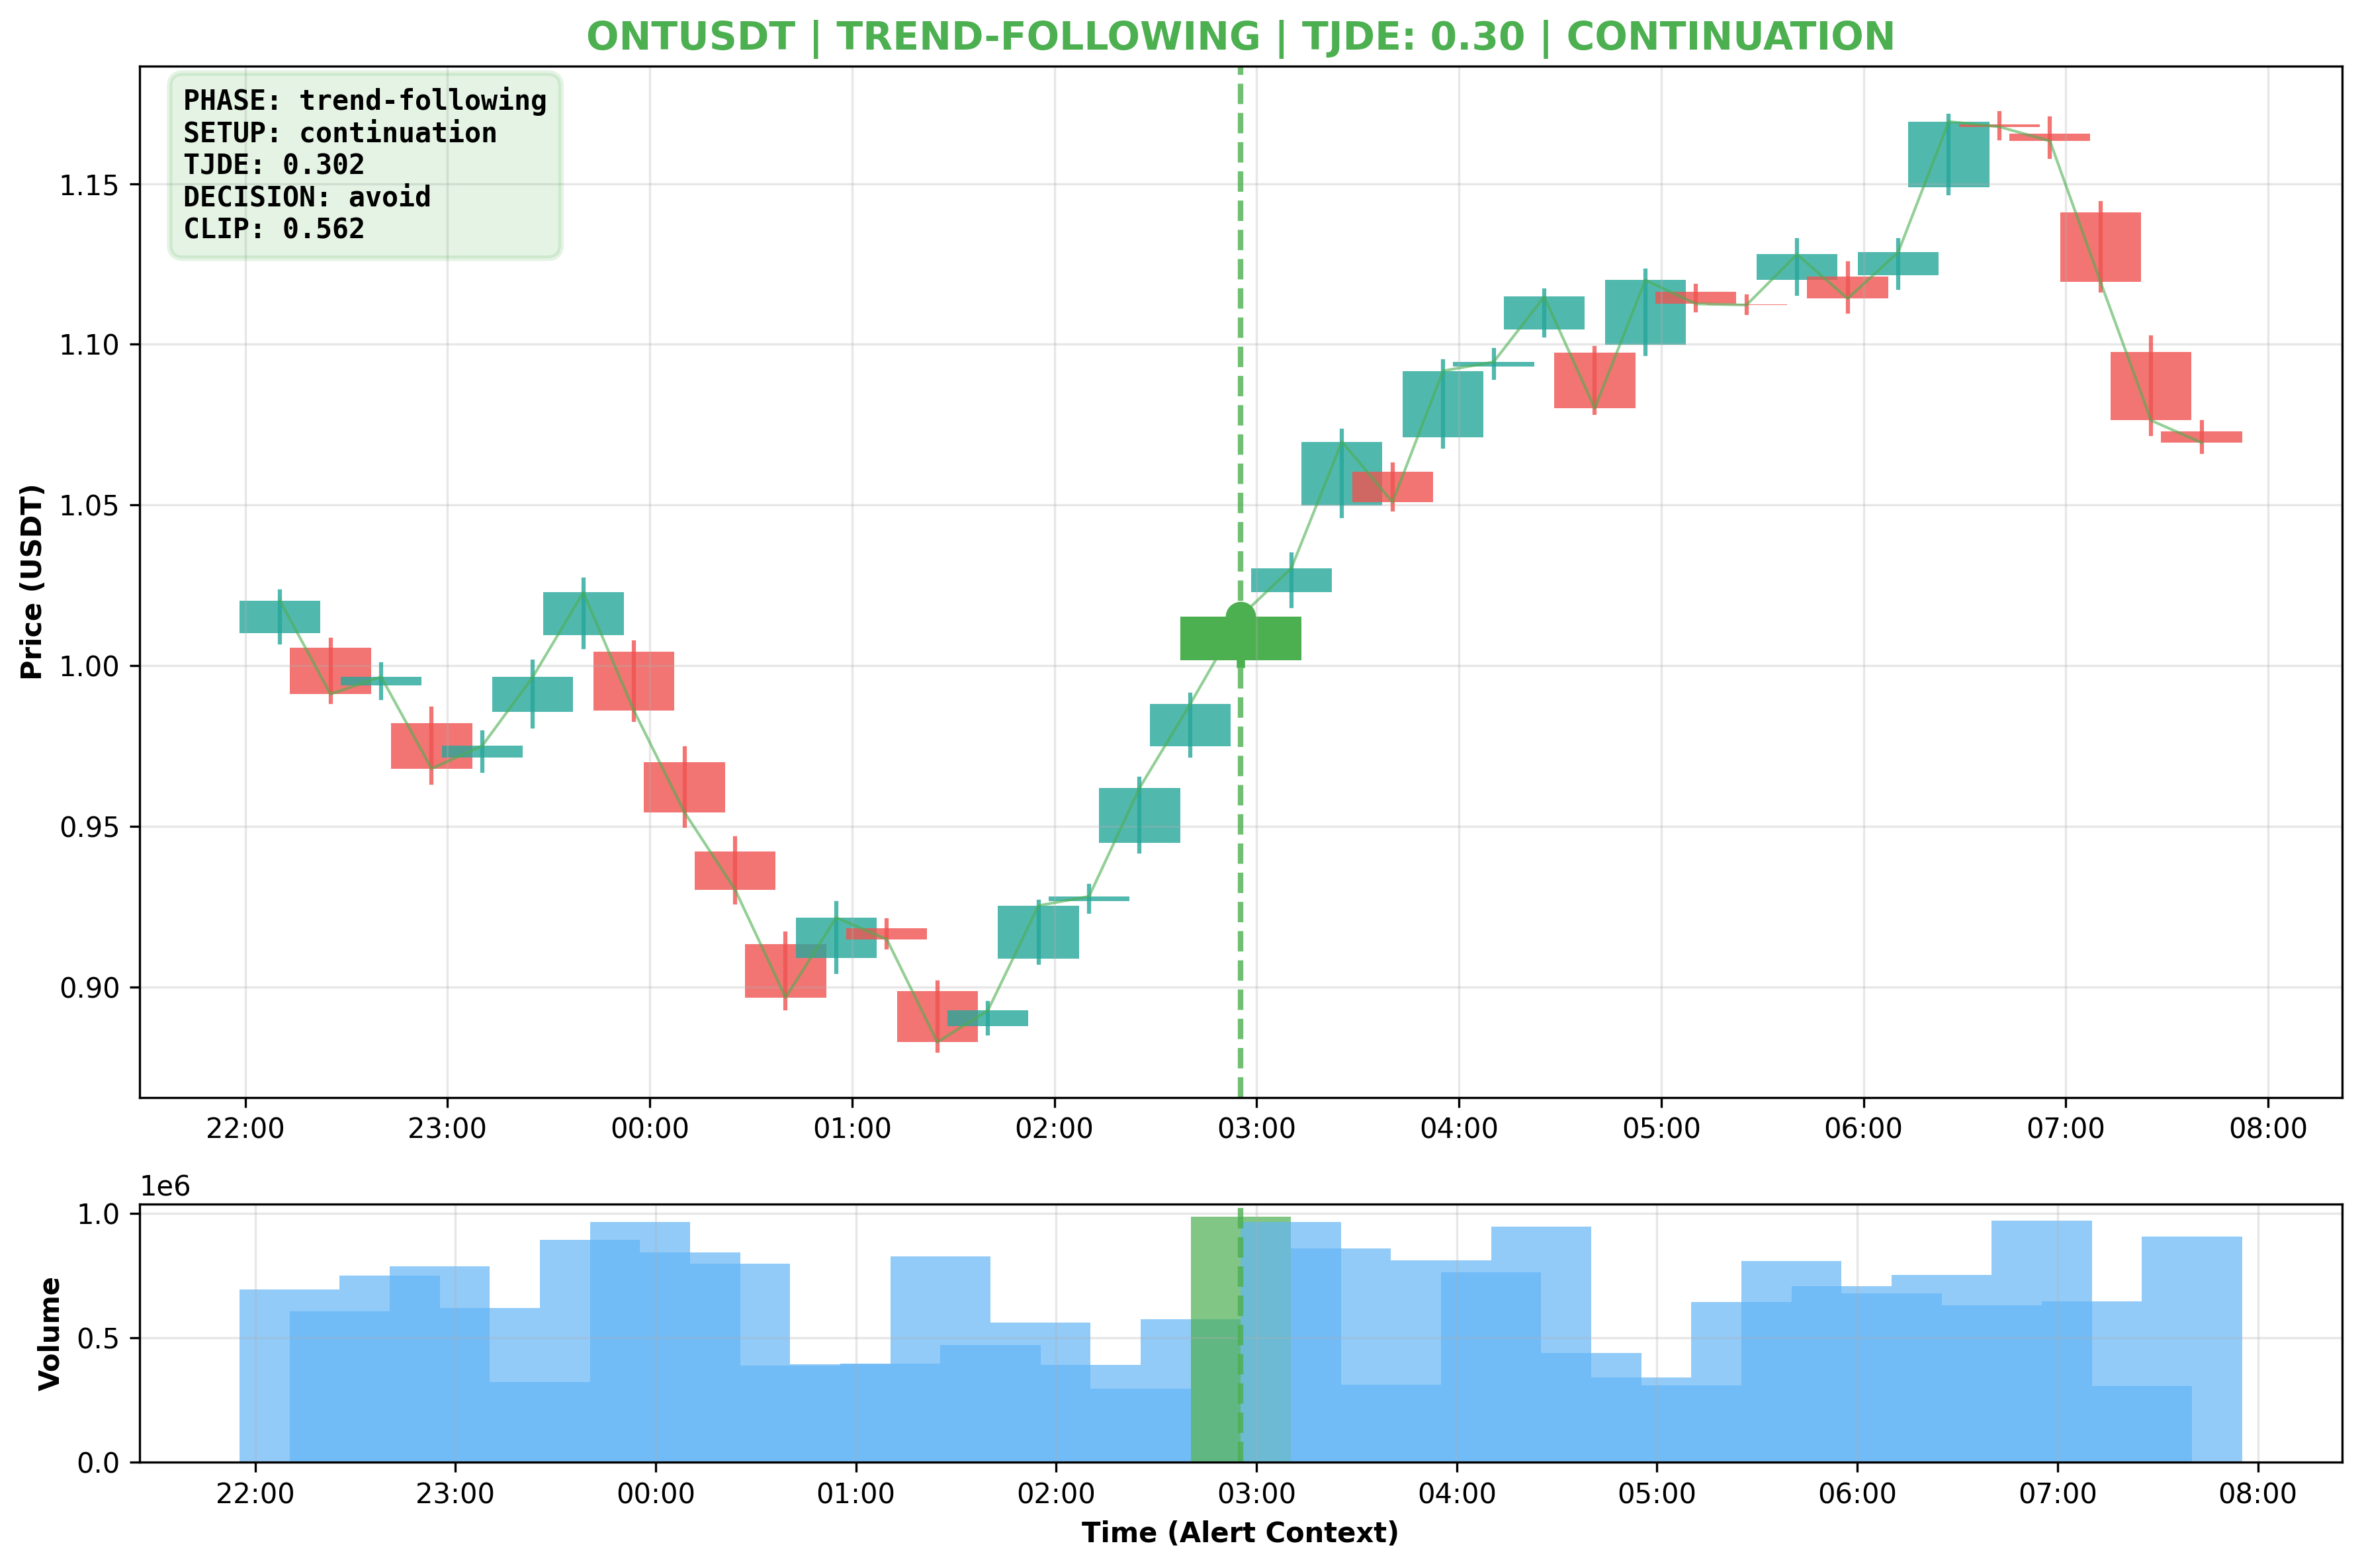 ONTUSDT | TREND-FOLLOWING | TJDE: 0.30 | CONTINUATION
PHASE: trend-following
SETUP: continuation
TJDE: 0.302
DECISION: avoid
CLIP: 0.562
Price (USDT)
1.15
1.10
1.05
1.00
0.95
0.90
22:00 23:00 00:00 01:00 02:00 03:00 04:00 05:00 06:00 07:00 08:00
1e6
Volume
1.0
0.5
0.0
22:00 23:00 00:00 01:00 02:00 03:00 04:00 05:00 06:00 07:00 08:00
Time (Alert Context)